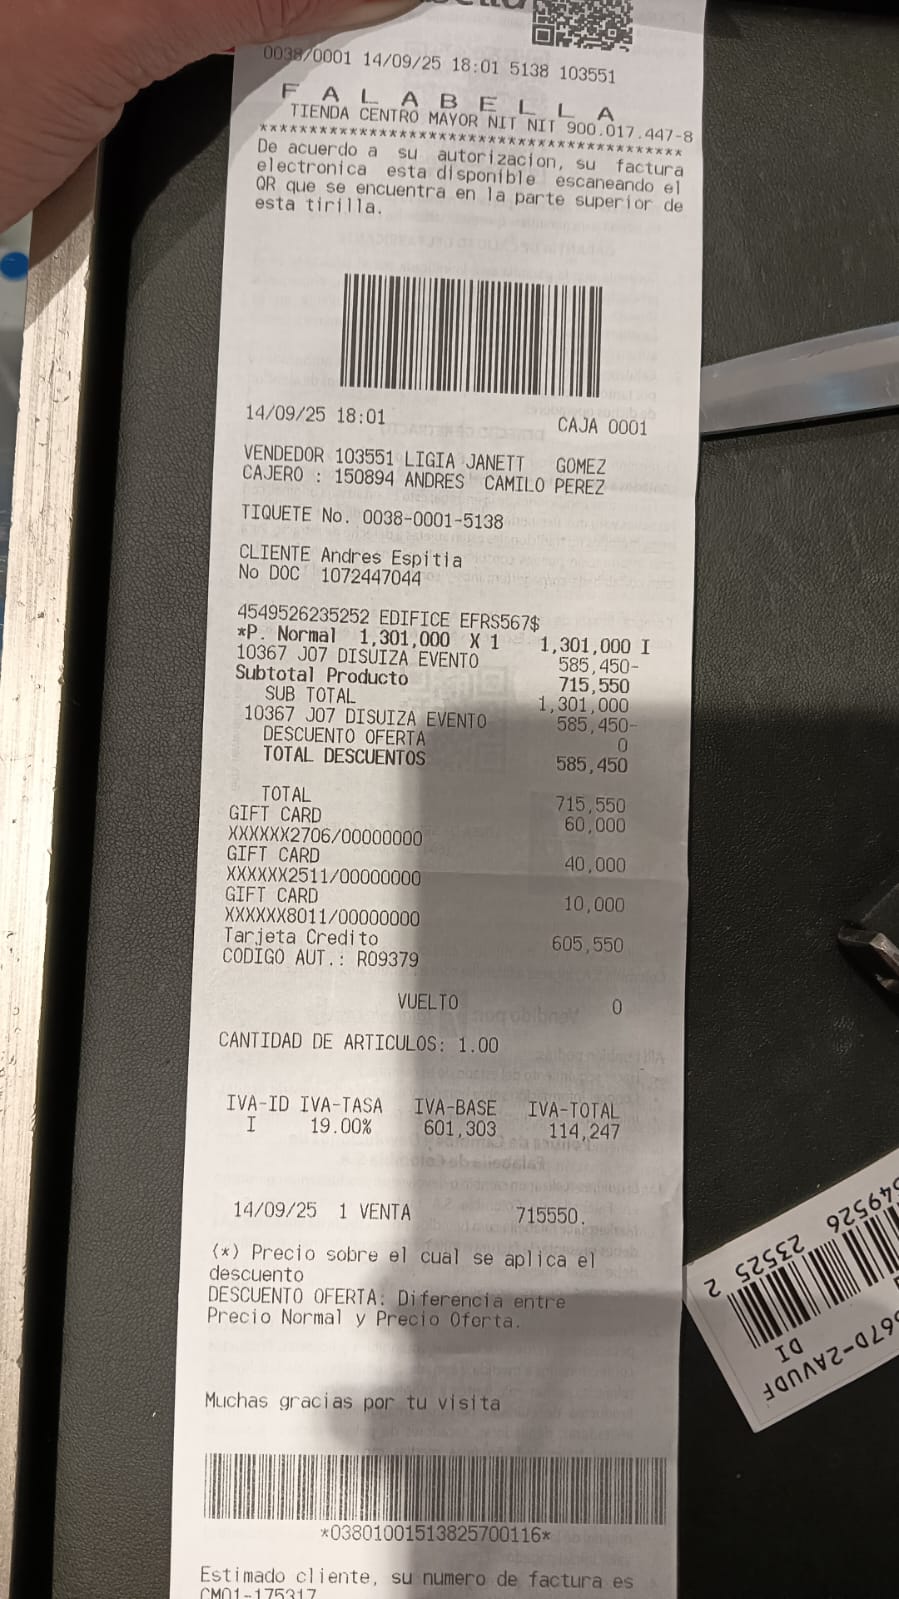 0038/0001 14/09/25 18:01 5138 103551
F A L A B E L L A
TIENDA CENTRO MAYOR NIT NIT 900.017.447-8
******************************************
De acuerdo a su autorizacion, su factura
electronica esta disponible escaneando el
QR que se encuentra en la parte superior de
esta tirilla.
14/09/25 18:01 CAJA 0001
VENDEDOR 103551 LIGIA JANETT GOMEZ
CAJERO : 150894 ANDRES CAMILO PEREZ
TIQUETE No. 0038-0001-5138
CLIENTE Andres Espitia
No DOC 1072447044
4549526235252 EDIFICE EFRS567$
*P. Normal 1,301,000 X 1 1,301,000 I
10367 J07 DISUIZA EVENTO 585,450-
Subtotal Producto 715,550
SUB TOTAL 1,301,000
10367 J07 DISUIZA EVENTO 585,450-
DESCUENTO OFERTA 0
TOTAL DESCUENTOS 585,450
TOTAL 715,550
GIFT CARD 60,000
XXXXXX2706/00000000
GIFT CARD 40,000
XXXXXX2511/00000000
GIFT CARD 10,000
XXXXXX8011/00000000
Tarjeta Credito 605,550
CODIGO AUT.: R09379
VUELTO 0
CANTIDAD DE ARTICULOS: 1.00
IVA-ID IVA-TASA IVA-BASE IVA-TOTAL
I 19.00% 601,303 114,247
14/09/25 1 VENTA 715550.
(*) Precio sobre el cual se aplica el
descuento
DESCUENTO OFERTA: Diferencia entre
Precio Normal y Precio Oferta.
Muchas gracias por tu visita
*03801001513825700116*
Estimado cliente, su numero de factura es
CM01-175317
549526 23525 2
567D-2AVUDF
DI